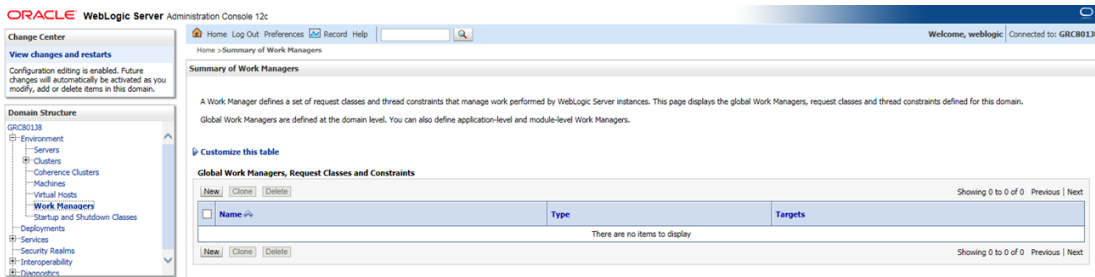 ORACLE WebLogic Server Administration Console 12c
Change Center
View changes and restarts
Configuration editing is enabled. Future
changes will automatically be activated as you
modify, add or delete items in this domain.
Domain Structure
GRC801J8
Environment
Servers
Clusters
Coherence Clusters
Machines
Virtual Hosts
Work Managers
Startup and Shutdown Classes
Deployments
Services
Security Realms
Interoperability
Diagnostics
Home Log Out Preferences Record Help
Welcome, weblogic Connected to: GRC801J8
Home >Summary of Work Managers
Summary of Work Managers
A Work Manager defines a set of request classes and thread constraints that manage work performed by WebLogic Server instances. This page displays the global Work Managers, request classes and thread constraints defined for this domain.
Global Work Managers are defined at the domain level. You can also define application-level and module-level Work Managers.
Customize this table
Global Work Managers, Request Classes and Constraints
New Clone Delete Showing 0 to 0 of 0 Previous | Next
Name Type Targets
There are no items to display
New Clone Delete Showing 0 to 0 of 0 Previous | Next